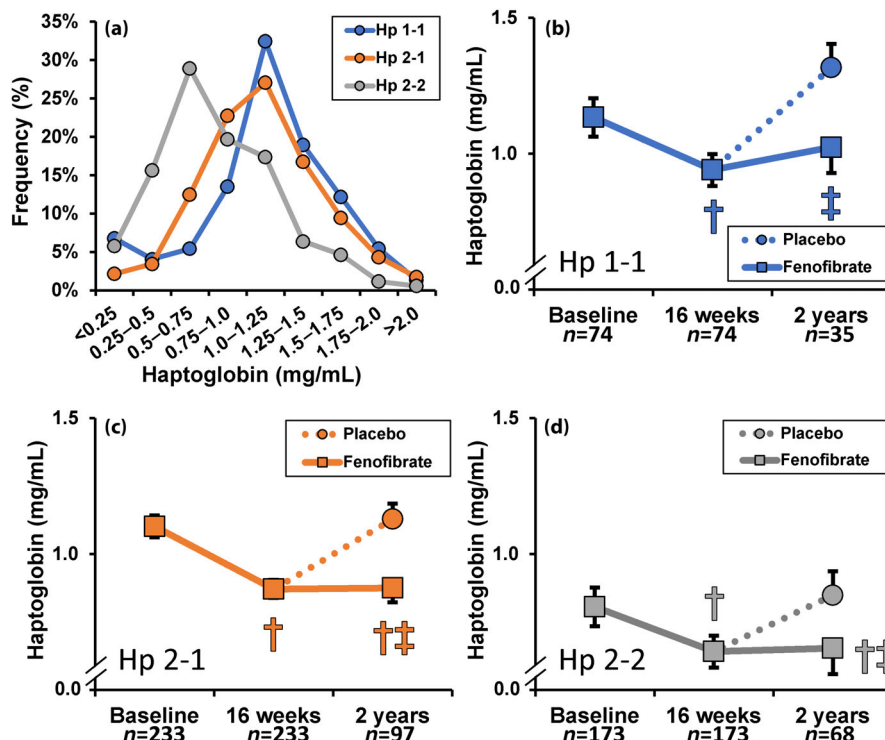 (a)
35%
30%
25%
20%
15%
10%
5%
0%
Frequency (%)
Hp 1-1
Hp 2-1
Hp 2-2
<0.25
0.25–0.5
0.5–0.75
0.75–1.0
1.0–1.25
1.25–1.5
1.5–1.75
1.75–2.0
>2.0
Haptoglobin (mg/mL)
(b)
1.5
1.0
0.0
Haptoglobin (mg/mL)
†
‡
Placebo
Fenofibrate
Hp 1-1
Baseline 16 weeks 2 years
n=74 n=74 n=35
(c)
1.5
1.0
0.0
Haptoglobin (mg/mL)
Placebo
Fenofibrate
†
†‡
Hp 2-1
Baseline 16 weeks 2 years
n=233 n=233 n=97
(d)
1.5
1.0
0.0
Haptoglobin (mg/mL)
Placebo
Fenofibrate
†
†‡
Hp 2-2
Baseline 16 weeks 2 years
n=173 n=173 n=68